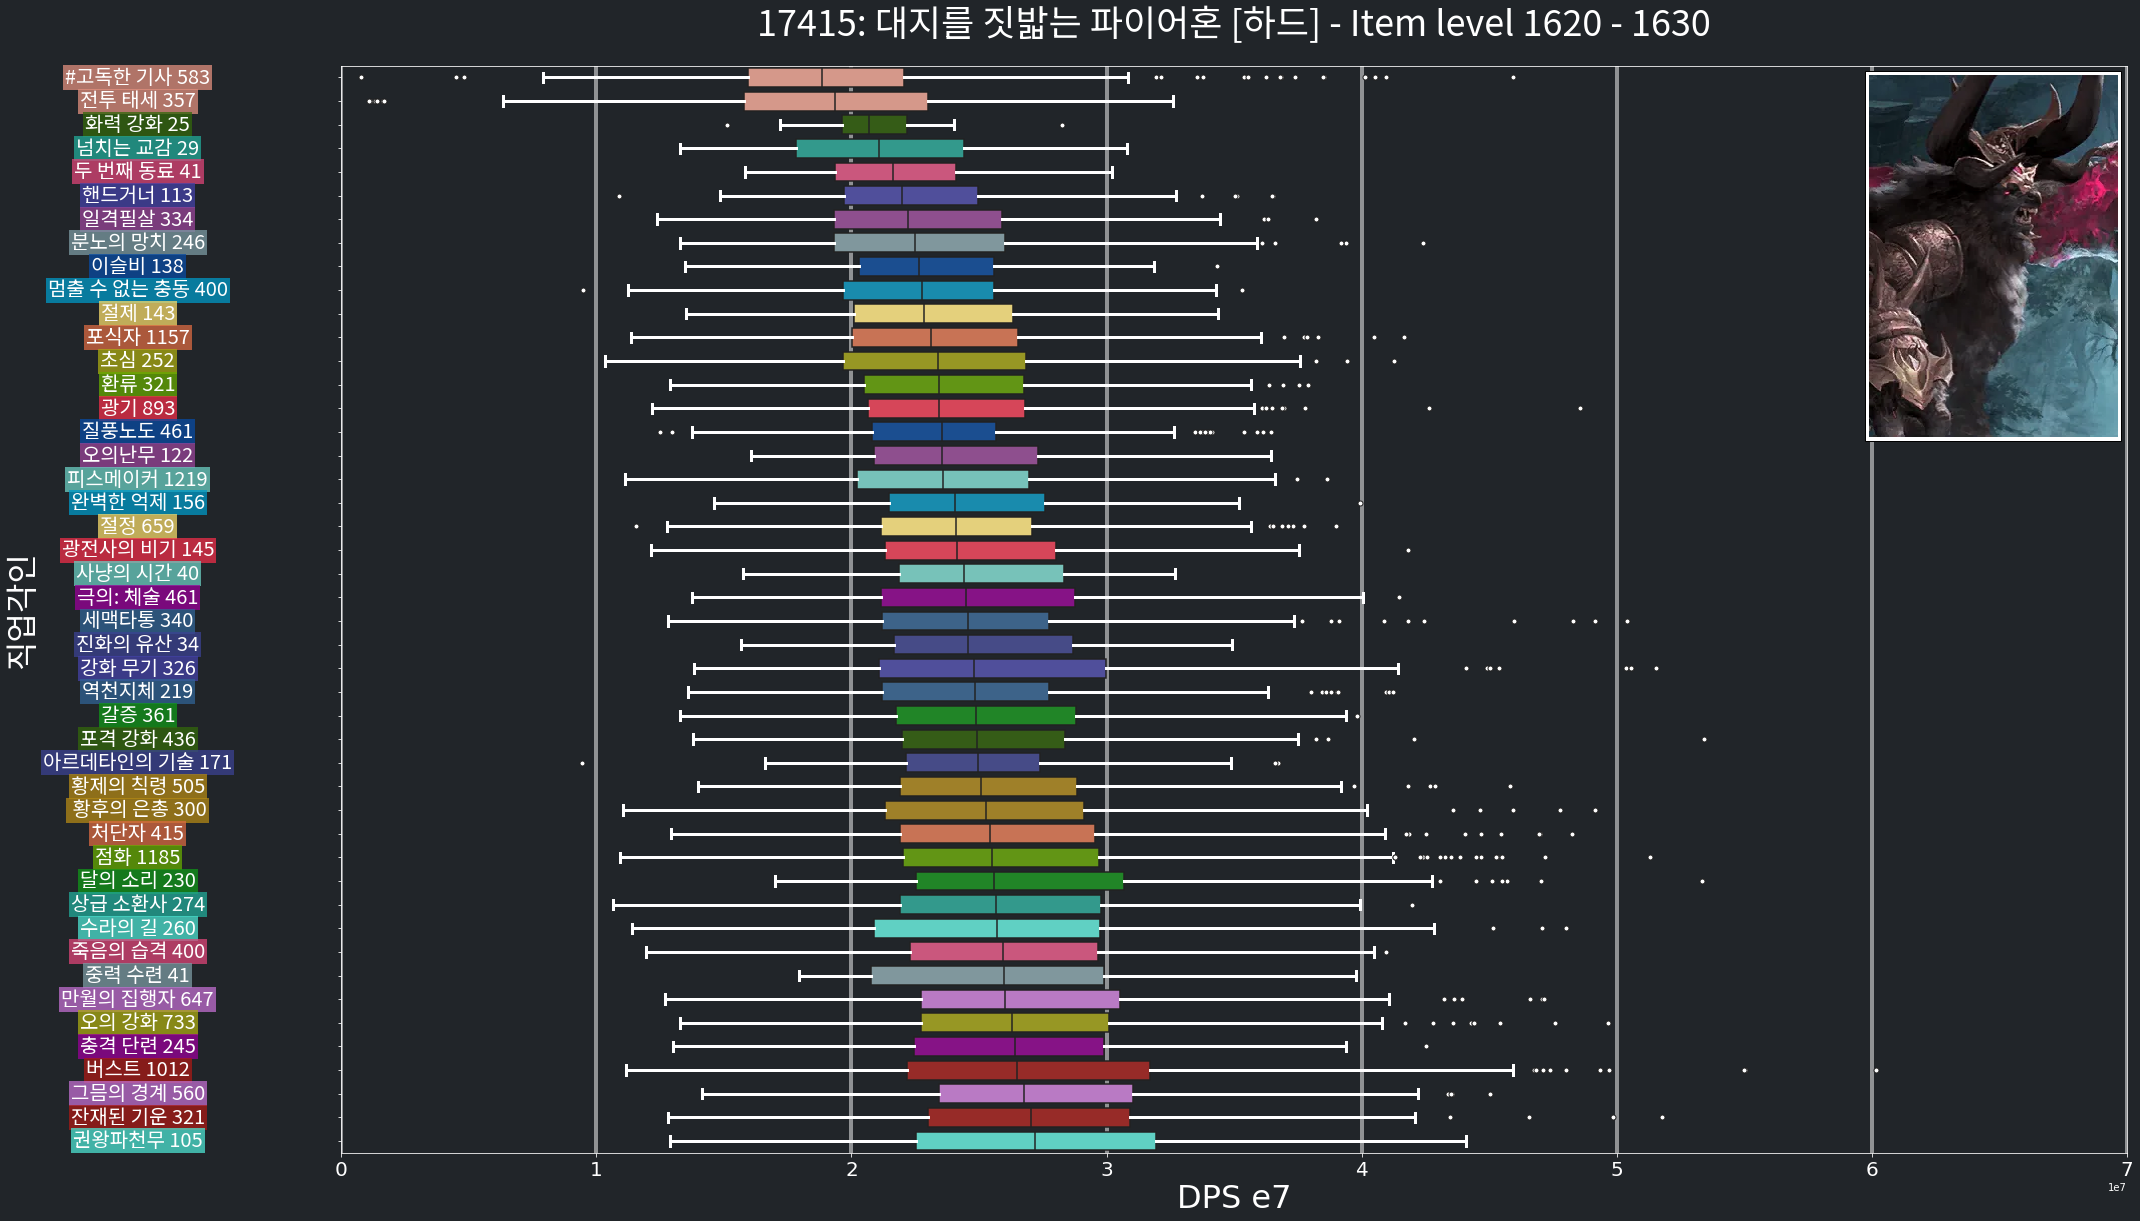 17415: 대지를 짓밟는 파이어혼 [하드] - Item level 1620 - 1630
#고독한 기사 583
전투 태세 357
화력 강화 25
넘치는 교감 29
두 번째 동료 41
핸드거너 113
일격필살 334
분노의 망치 246
이슬비 138
멈출 수 없는 충동 400
절제 143
포식자 1157
초심 252
환류 321
광기 893
질풍노도 461
오의난무 122
피스메이커 1219
완벽한 억제 156
절정 659
광전사의 비기 145
사냥의 시간 40
극의: 체술 461
세맥타통 340
진화의 유산 34
강화 무기 326
역천지체 219
갈증 361
포격 강화 436
아르데타인의 기술 171
황제의 칙령 505
황후의 은총 300
처단자 415
점화 1185
달의 소리 230
상급 소환사 274
수라의 길 260
죽음의 습격 400
중력 수련 41
만월의 집행자 647
오의 강화 733
충격 단련 245
버스트 1012
그믐의 경계 560
잔재된 기운 321
권왕파천무 105
직업각인
0 1 2 3 4 5 6 7
DPS e7
1e7